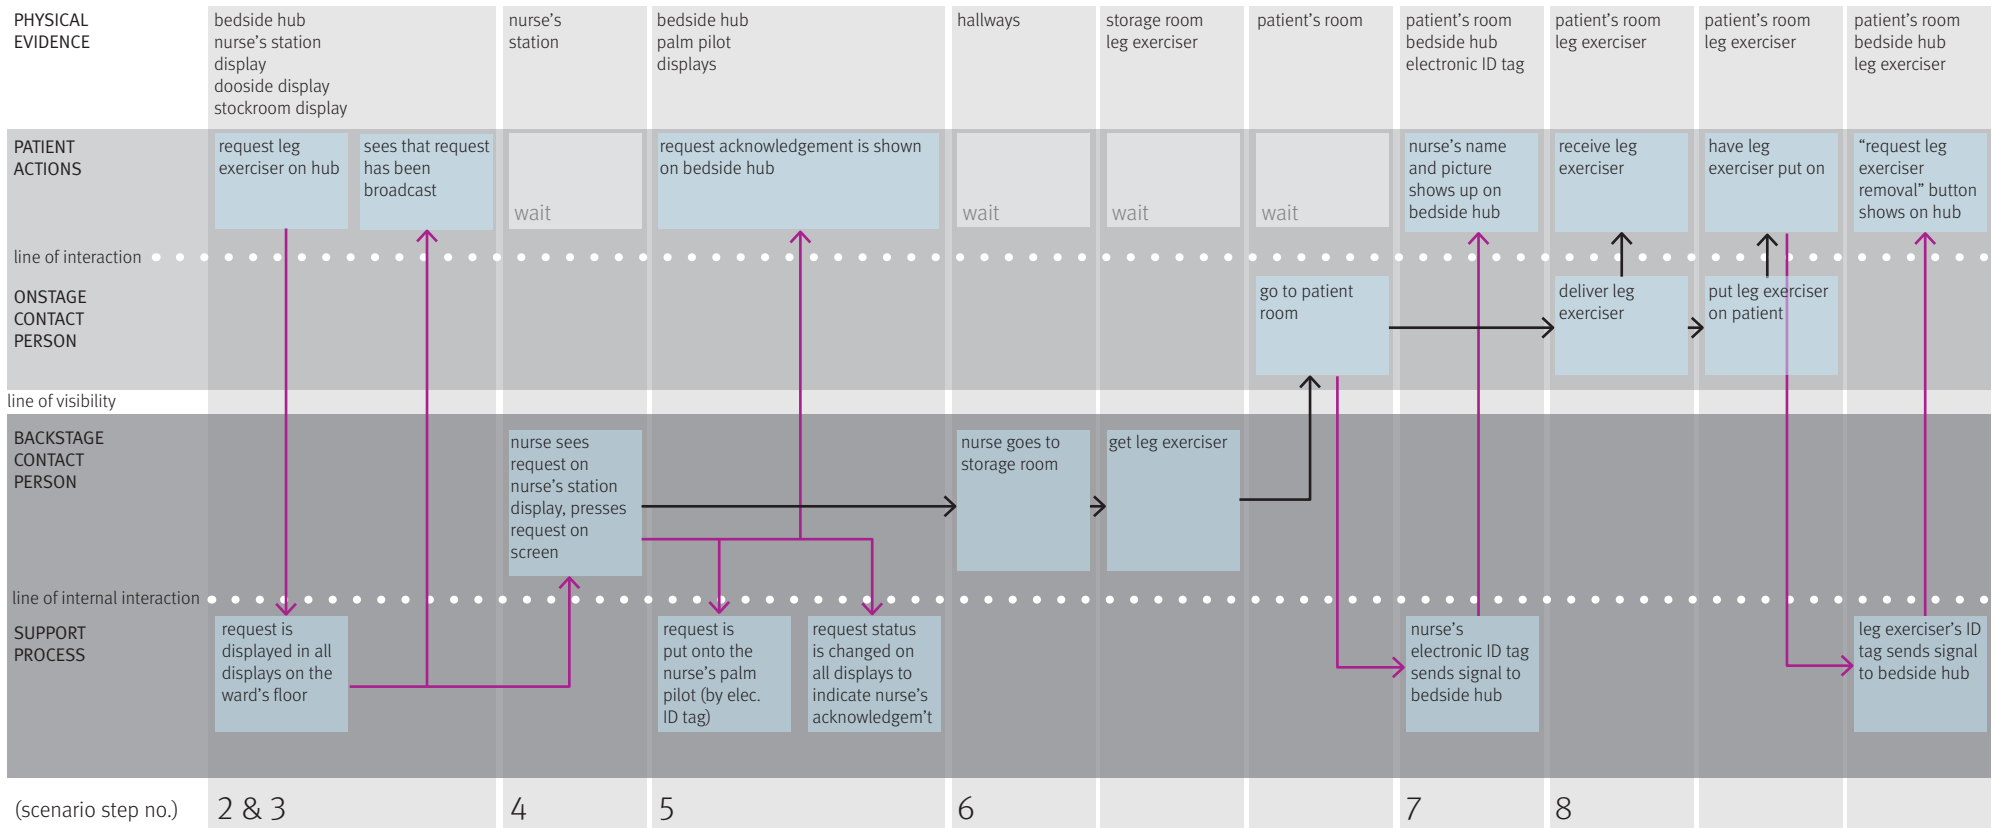 PHYSICAL
EVIDENCE
bedside hub
nurse's station
display
dooside display
stockroom display
nurse's
station
bedside hub
palm pilot
displays
hallways
storage room
leg exerciser
patient's room
patient's room
bedside hub
electronic ID tag
patient's room
leg exerciser
patient's room
leg exerciser
patient's room
bedside hub
leg exerciser
PATIENT
ACTIONS
request leg
exerciser on hub
sees that request
has been
broadcast
wait
request acknowledgement is shown
on bedside hub
wait
wait
wait
nurse's name
and picture
shows up on
bedside hub
receive leg
exerciser
have leg
exerciser put on
“request leg
exerciser
removal” button
shows on hub
line of interaction
ONSTAGE
CONTACT
PERSON
go to patient
room
deliver leg
exerciser
put leg exerciser
on patient
line of visibility
BACKSTAGE
CONTACT
PERSON
nurse sees
request on
nurse's station
display, presses
request on
screen
nurse goes to
storage room
get leg exerciser
line of internal interaction
SUPPORT
PROCESS
request is
displayed in all
displays on the
ward's floor
request is
put onto the
nurse's palm
pilot (by elec.
ID tag)
request status
is changed on
all displays to
indicate nurse's
acknowledgem't
nurse's
electronic ID tag
sends signal to
bedside hub
leg exerciser's ID
tag sends signal
to bedside hub
(scenario step no.)
2 & 3
4
5
6
7
8